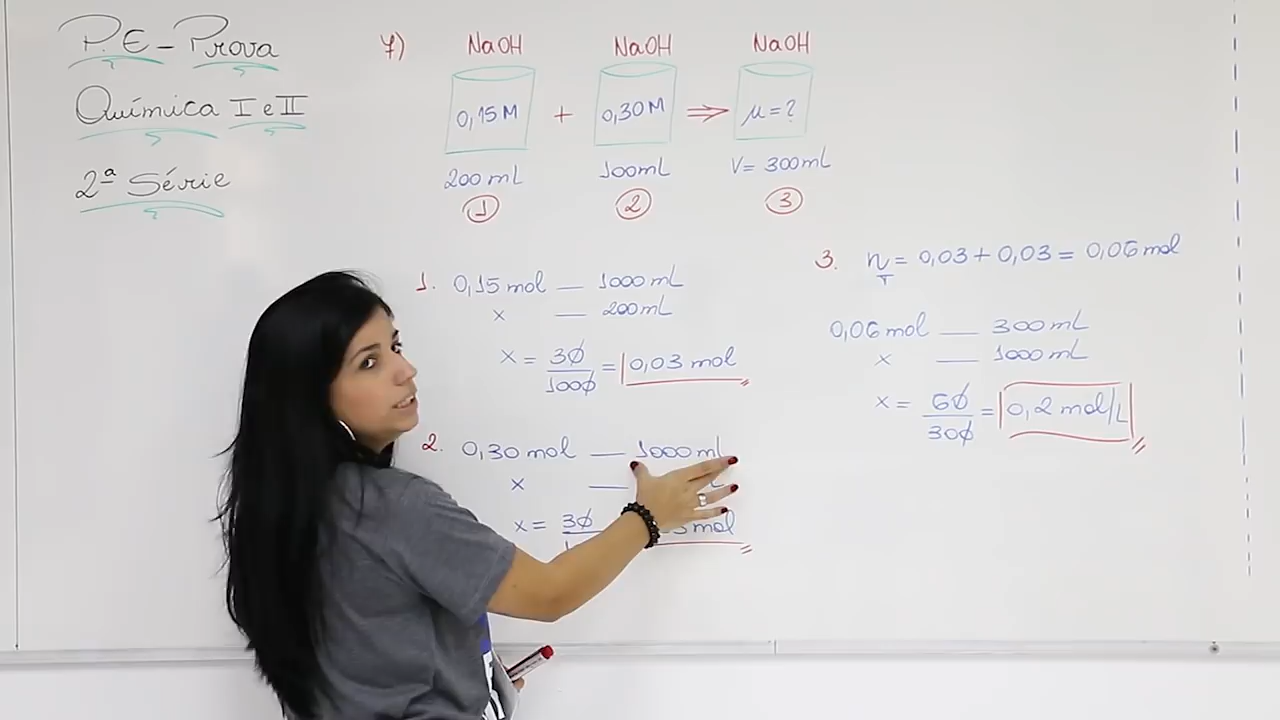 P.E - Prova
Química I e II
2ª Série
7) NaOH NaOH NaOH
0,15M + 0,30M ⇒ μ = ?
200 mL 100mL V = 300mL
1 2 3
1. 0,15 mol — 1000 mL
x — 200mL
x = 30/1000 = 0,03 mol
2. 0,30 mol — 1000 mL
x —
x = 30 mol
3. nT = 0,03 + 0,03 = 0,06 mol
0,06 mol — 300 mL
x — 1000 mL
x = 60/300 = 0,2 mol/L